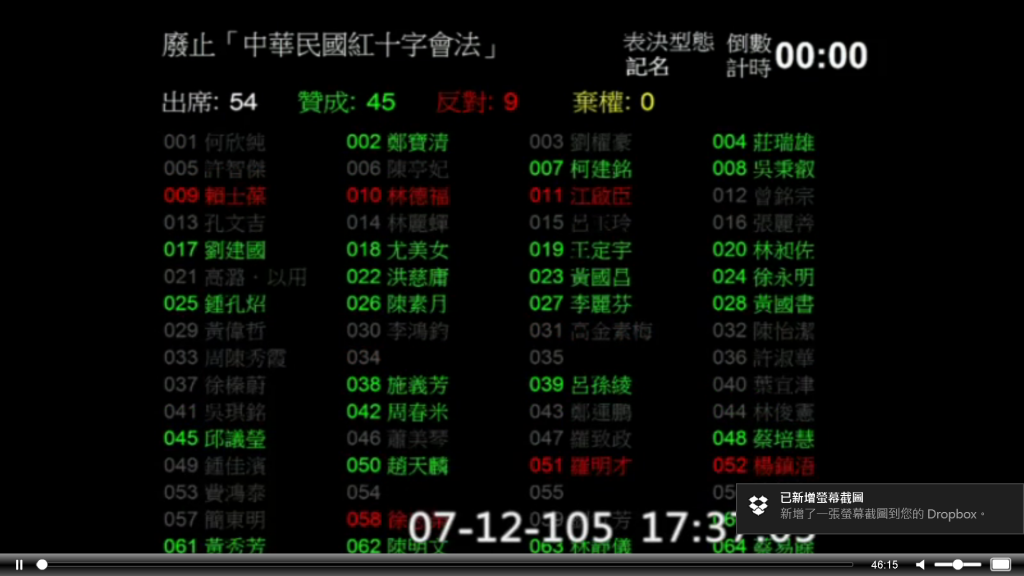 廢止「中華民國紅十字會法」 表決型態 倒數
記名 計時 00:00
出席: 54 贊成: 45 反對: 9 棄權: 0
001 何欣純 002 鄭寶清 003 劉櫂豪 004 莊瑞雄
005 許智傑 006 陳亭妃 007 柯建銘 008 吳秉叡
009 賴士葆 010 林德福 011 江啟臣 012 曾銘宗
013 孔文吉 014 林麗蟬 015 呂玉玲 016 張麗善
017 劉建國 018 尤美女 019 王定宇 020 林昶佐
021 高潞·以用 022 洪慈庸 023 黃國昌 024 徐永明
025 鍾孔炤 026 陳素月 027 李麗芬 028 黃國書
029 黃偉哲 030 李鴻鈞 031 高金素梅 032 陳怡潔
033 周陳秀霞 034 035 036 許淑華
037 徐榛蔚 038 施義芳 039 呂孫綾 040 葉宜津
041 吳琪銘 042 周春米 043 鄭運鵬 044 林俊憲
045 邱議瑩 046 蕭美琴 047 羅致政 048 蔡培慧
049 鍾佳濱 050 趙天麟 051 羅明才 052 楊鎮浯
053 費鴻泰 054 055
057 簡東明 058 徐
061 黃秀芳 062 陳明文 063 林靜儀 064 蔡易餘
07-12-105 17:37
已新增螢幕截圖
新增了一張螢幕截圖到您的 Dropbox。
46:15